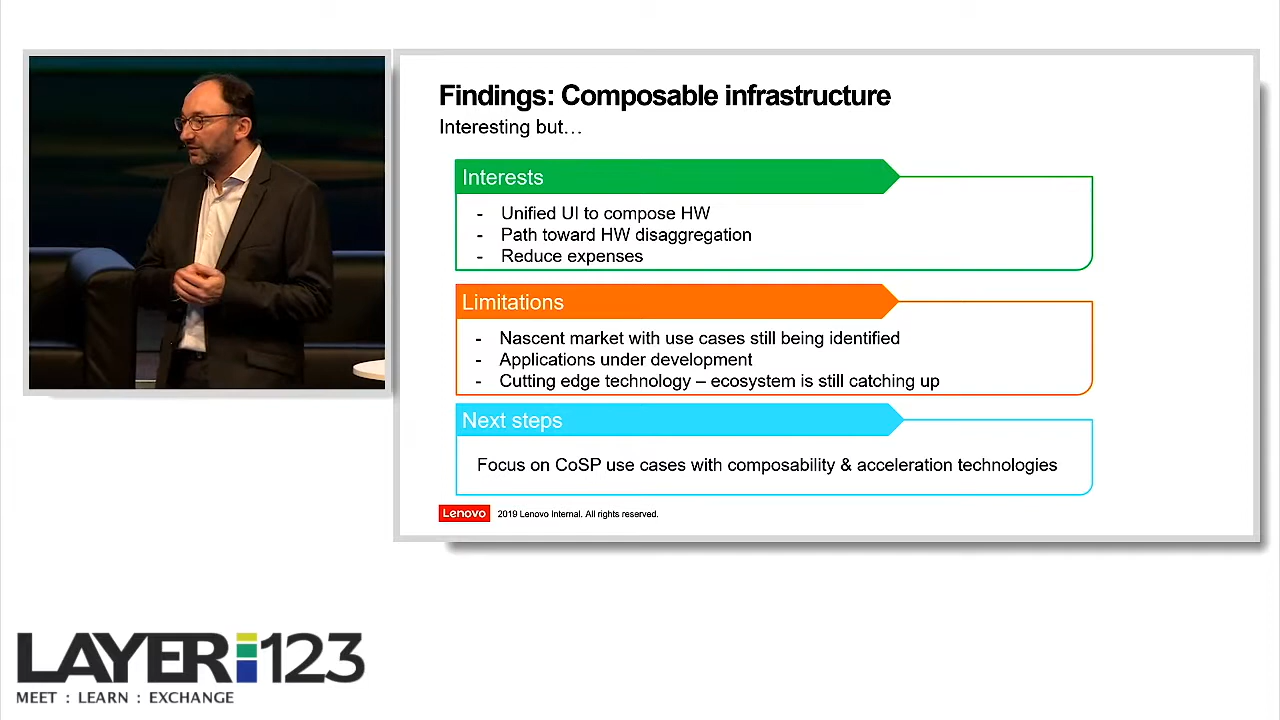 Findings: Composable infrastructure
Interesting but…
Interests
- Unified UI to compose HW
- Path toward HW disaggregation
- Reduce expenses
Limitations
- Nascent market with use cases still being identified
- Applications under development
- Cutting edge technology – ecosystem is still catching up
Next steps
Focus on CoSP use cases with composability & acceleration technologies
Lenovo 2019 Lenovo Internal. All rights reserved.
LAYER 123
MEET : LEARN : EXCHANGE